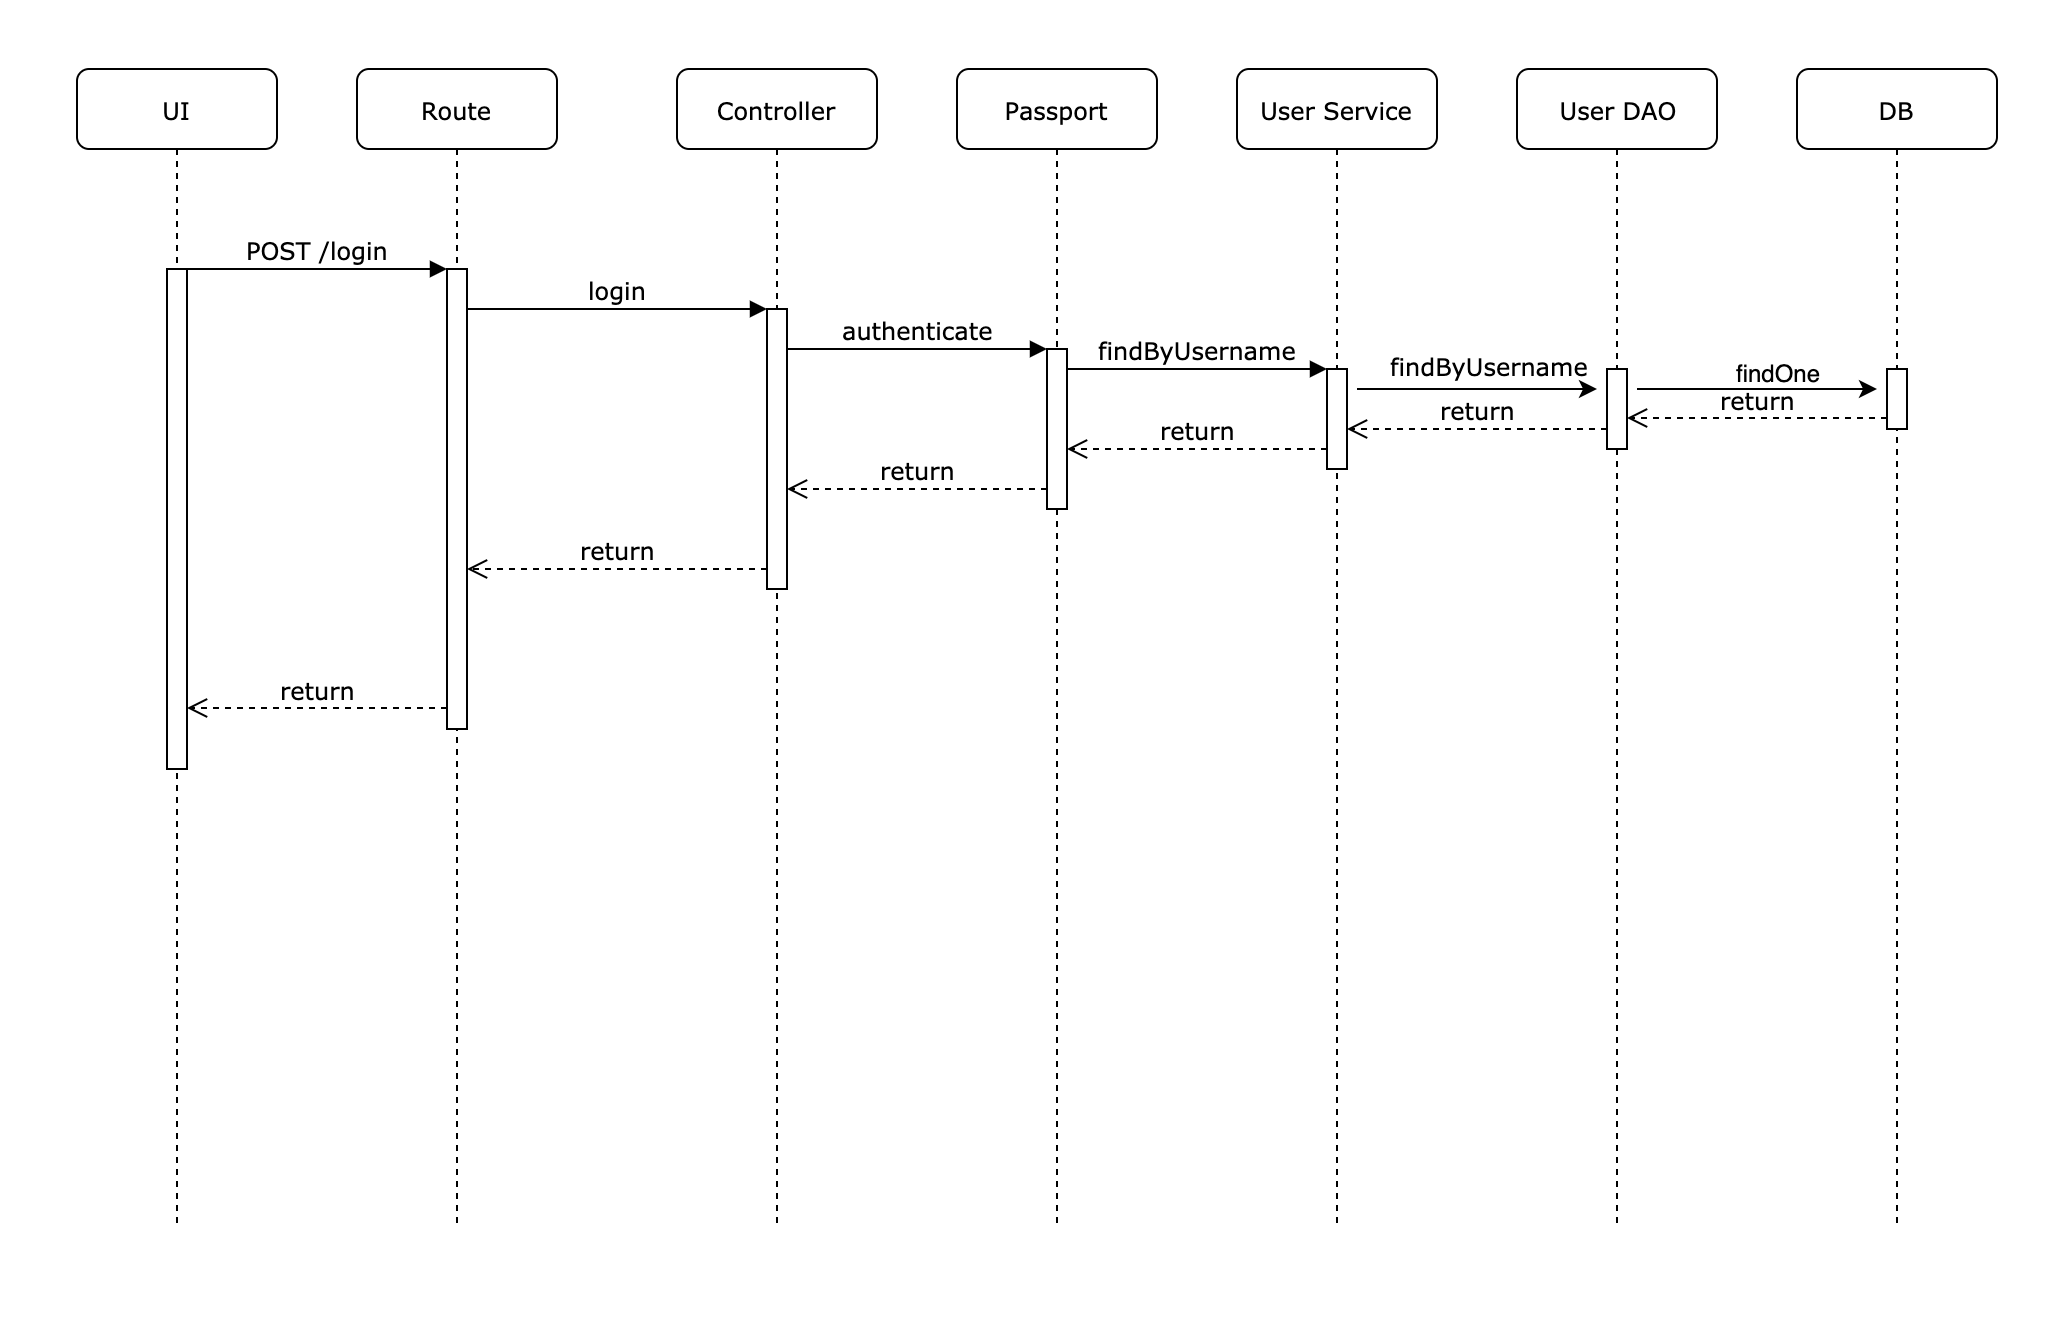 UI
Route
Controller
Passport
User Service
User DAO
DB
POST /login
login
authenticate
findByUsername
findByUsername
findOne
return
return
return
return
return
return